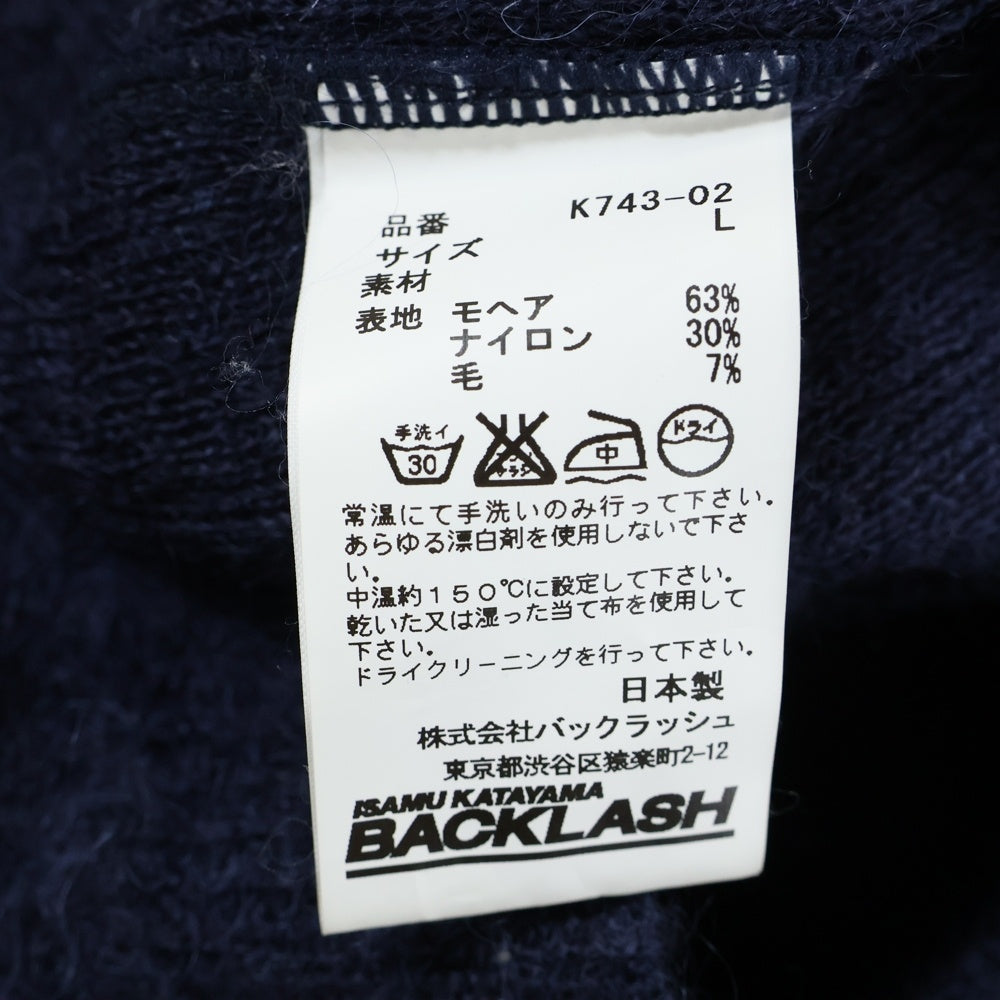 品番 K743-02
サイズ L
素材
表地 モヘア 63%
ナイロン 30%
毛 7%
手洗イ 30 中 ドライ
常温にて手洗いのみ行って下さい。
あらゆる漂白剤を使用しないで下さ
い。
中温約150℃に設定して下さい。
乾いた又は湿った当て布を使用して
下さい。
ドライクリーニングを行って下さい。
日本製
株式会社バックラッシュ
東京都渋谷区猿楽町2-12
ISAMU KATAYAMA
BACKLASH